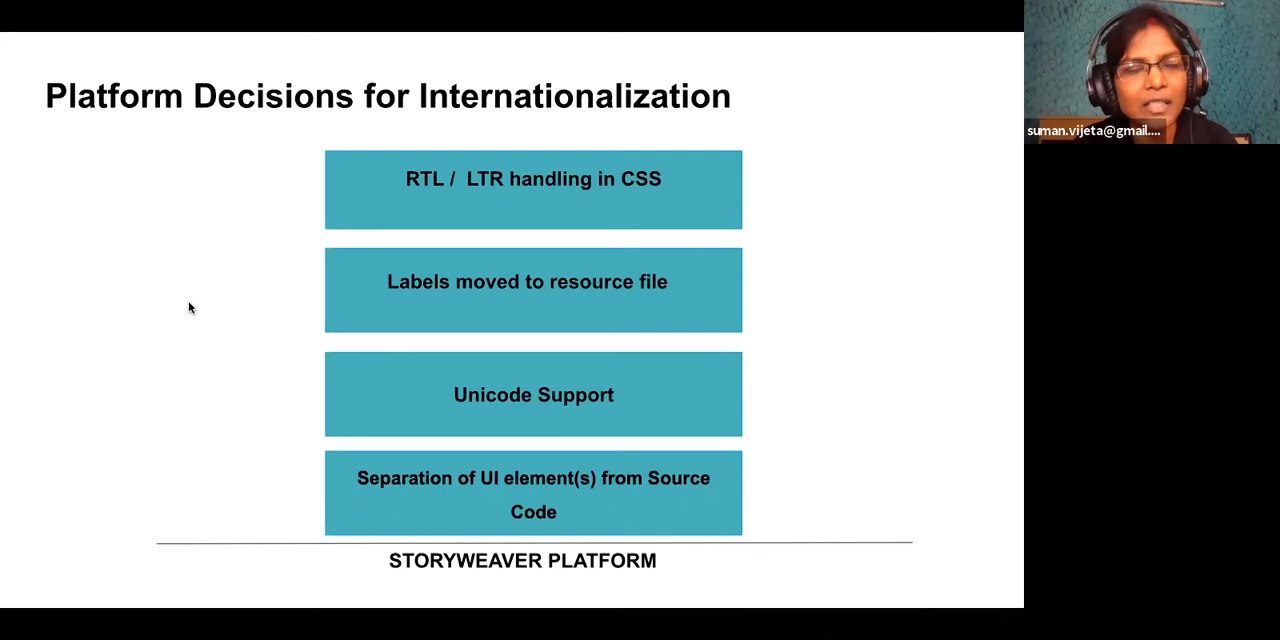 Platform Decisions for Internationalization
RTL / LTR handling in CSS
Labels moved to resource file
Unicode Support
Separation of UI element(s) from Source
Code
STORYWEAVER PLATFORM
suman.vijeta@gmail....